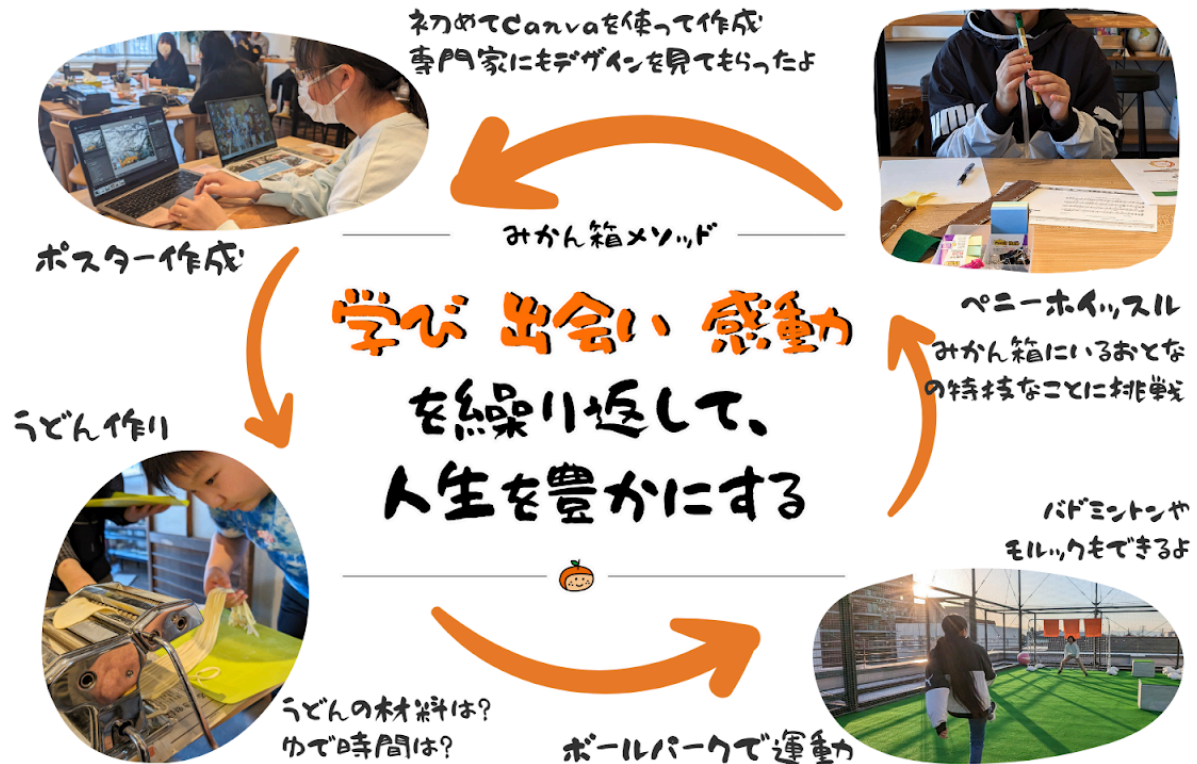 初めてCanvaを使って作成
専門家にもデザインを見てもらったよ
ポスター作成
みかん箱メソッド
学び 出会い 感動
を繰り返して、
人生を豊かにする
ペニーホイッスル
みかん箱にいるおとな
の特技なことに挑戦
うどん作り
うどんの材料は?
ゆで時間は?
バドミントンや
モルックもできるよ
ボールパークで運動